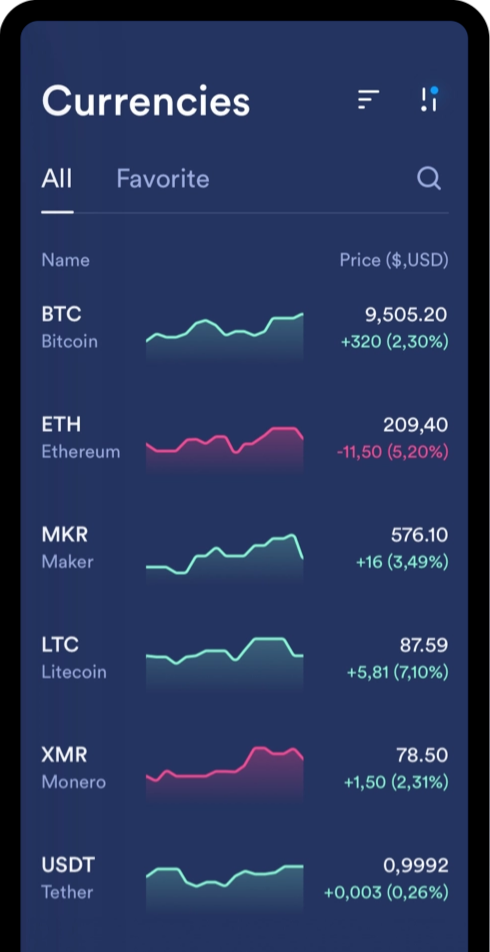 Currencies
All Favorite
Name Price ($,USD)
BTC 9,505.20
Bitcoin +320 (2,30%)
ETH 209,40
Ethereum -11,50 (5,20%)
MKR 576.10
Maker +16 (3,49%)
LTC 87.59
Litecoin +5,81 (7,10%)
XMR 78.50
Monero +1,50 (2,31%)
USDT 0,9992
Tether +0,003 (0,26%)